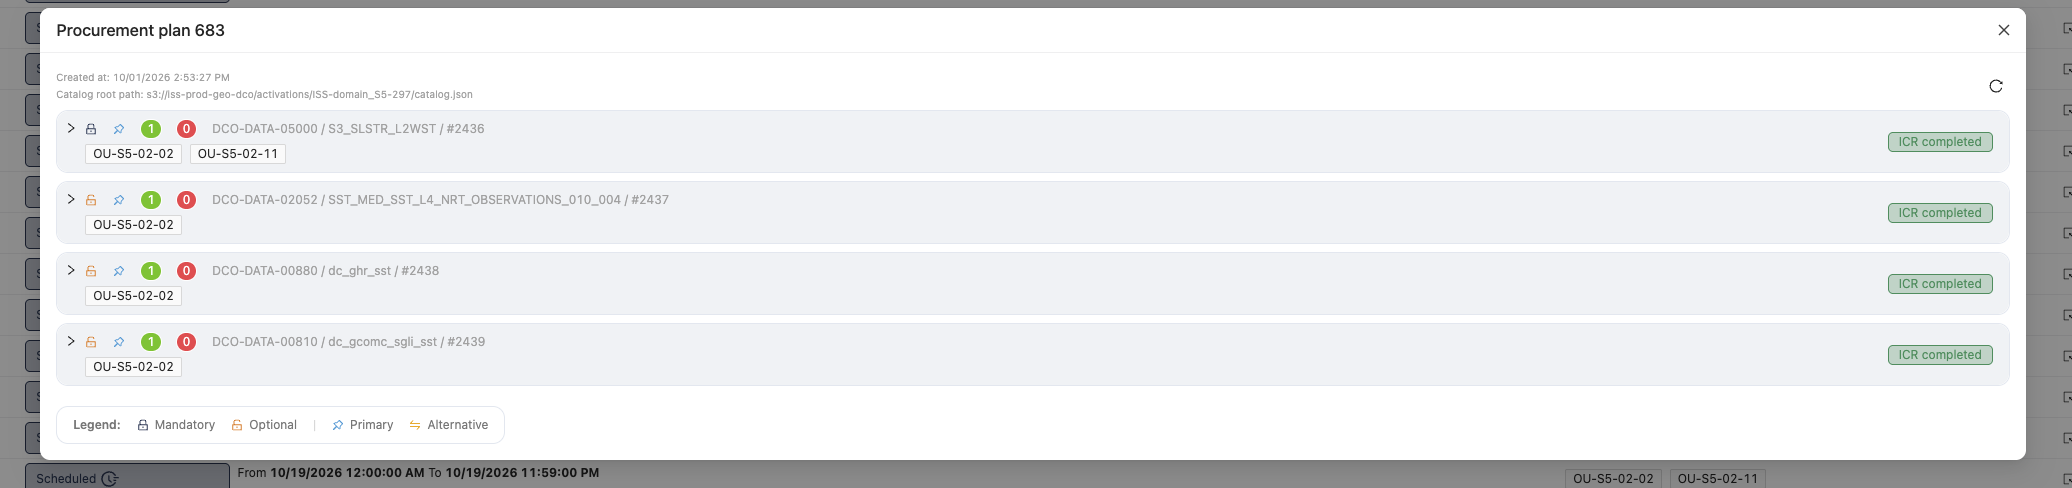 Procurement plan 683
Created at: 10/01/2026 2:53:27 PM
Catalog root path: s3://iss-prod-geo-dco/activations/ISS-domain_S5-297/catalog.json
1 0 DCO-DATA-05000 / S3_SLSTR_L2WST / #2436
OU-S5-02-02 OU-S5-02-11
ICR completed
1 0 DCO-DATA-02052 / SST_MED_SST_L4_NRT_OBSERVATIONS_010_004 / #2437
OU-S5-02-02
ICR completed
1 0 DCO-DATA-00880 / dc_ghr_sst / #2438
OU-S5-02-02
ICR completed
1 0 DCO-DATA-00810 / dc_gcomc_sgli_sst / #2439
OU-S5-02-02
ICR completed
Legend: Mandatory Optional | Primary Alternative
Scheduled From 10/19/2026 12:00:00 AM To 10/19/2026 11:59:00 PM OU-S5-02-02 OU-S5-02-11